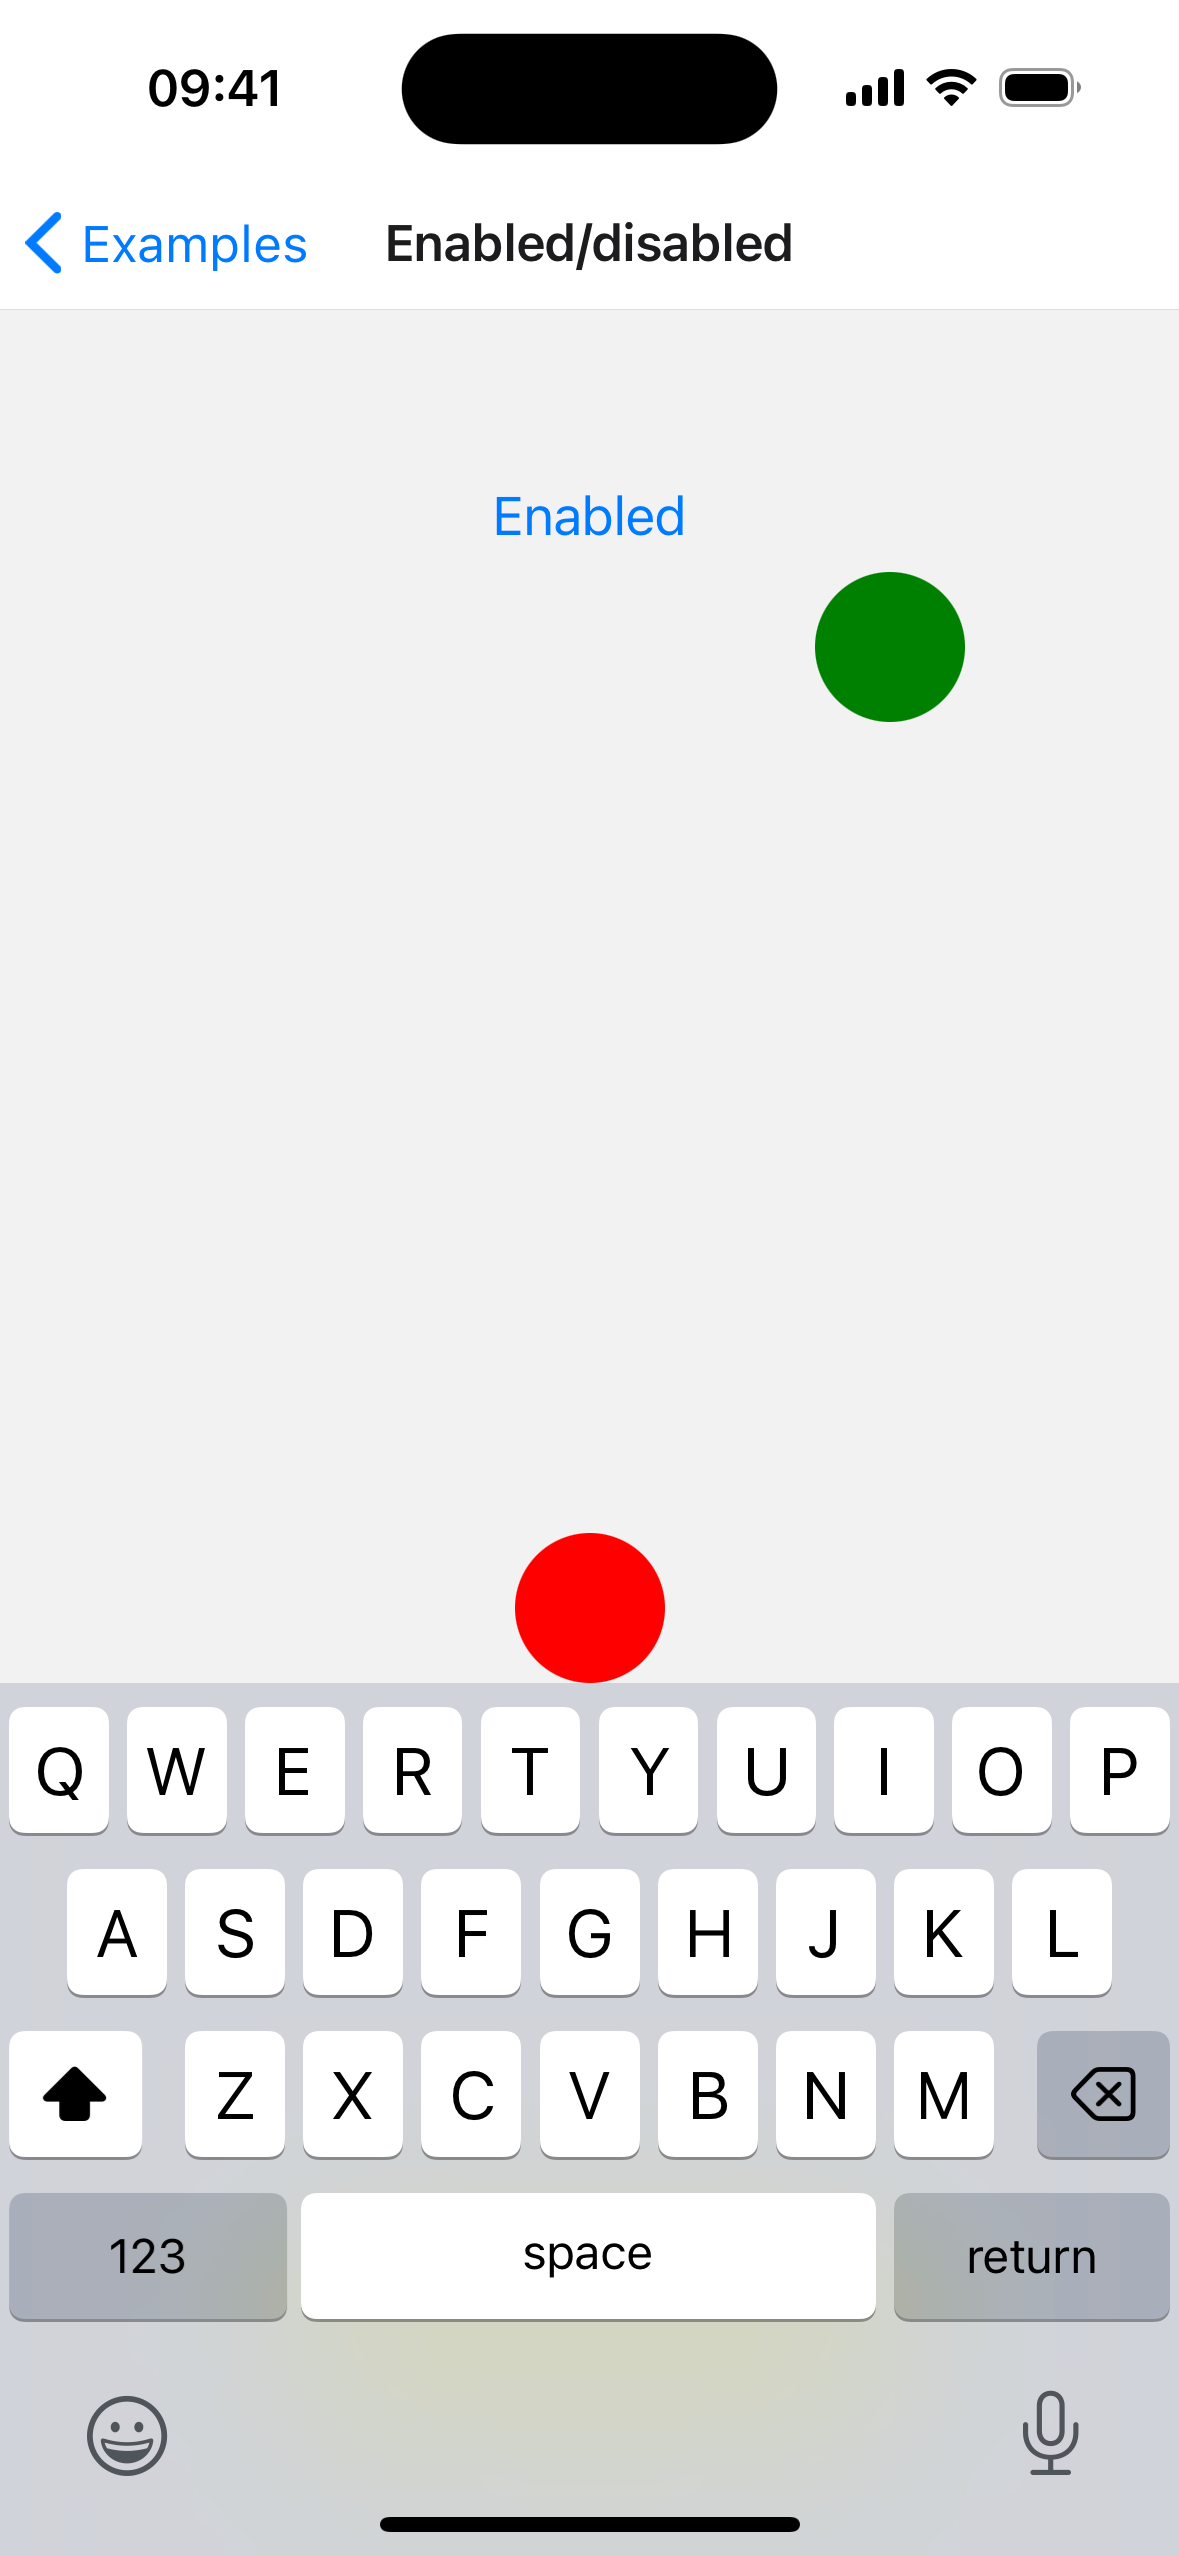 09:41
Examples Enabled/disabled
Enabled
Q W E R T Y U I O P
A S D F G H J K L
Z X C V B N M
123 space return